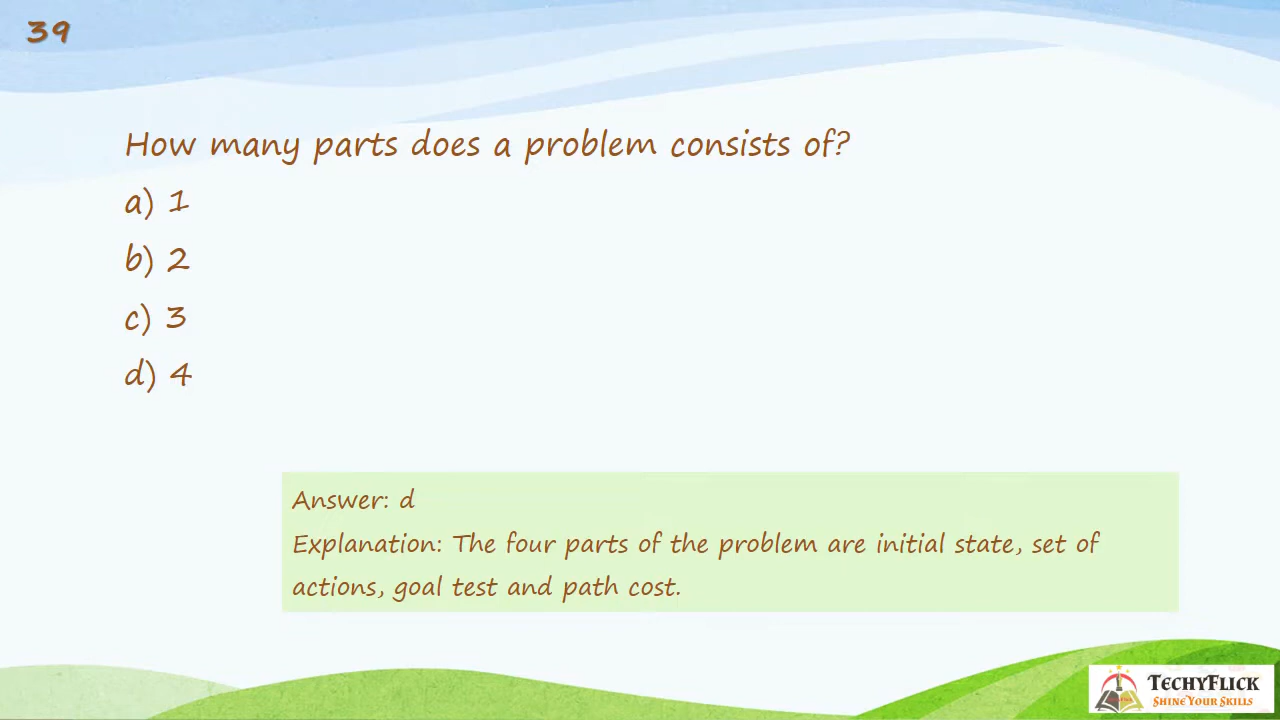 39
How many parts does a problem consists of?
a) 1
b) 2
c) 3
d) 4
Answer: d
Explanation: The four parts of the problem are initial state, set of
actions, goal test and path cost.
TECHYFLICK
SHINE YOUR SKILLS